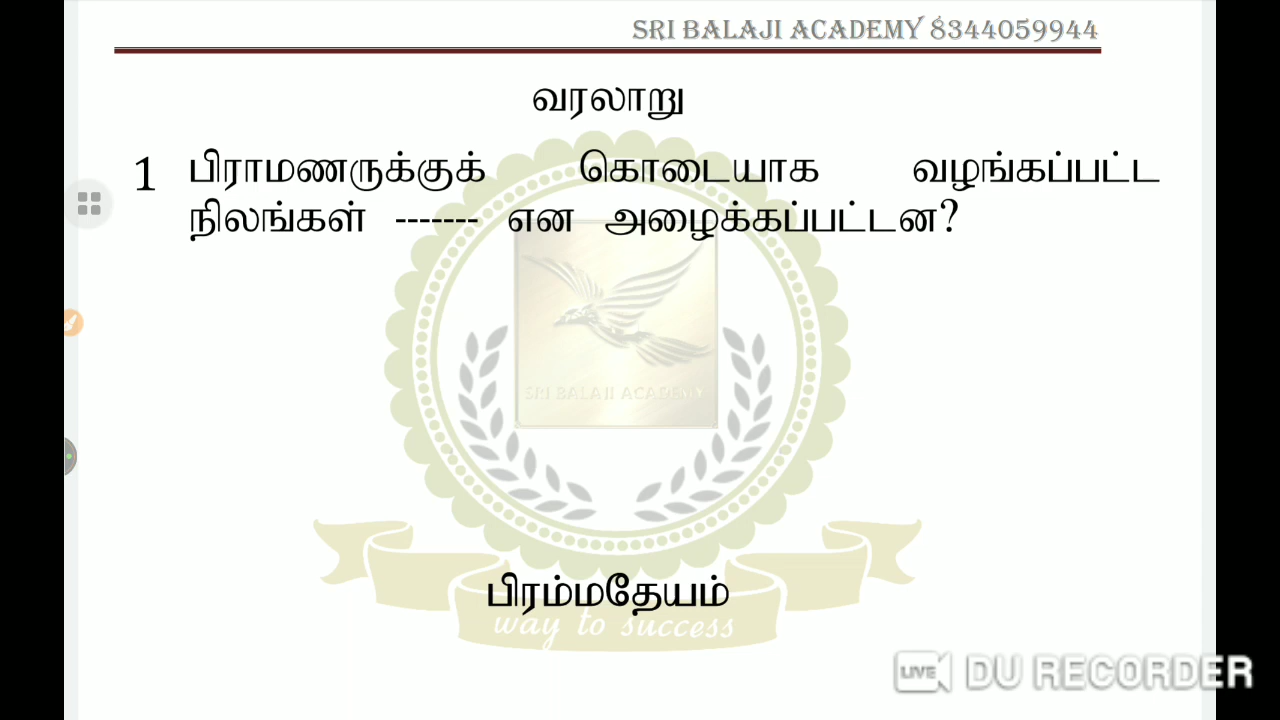 SRI BALAJI ACADEMY 8344059944
வரலாறு
1 பிராமணருக்குக் கொடையாக வழங்கப்பட்ட
நிலங்கள் ------- என அழைக்கப்பட்டன?
SRI BALAJI ACADEMY
பிரம்மதேயம்
way to success
LIVE DU RECORDER